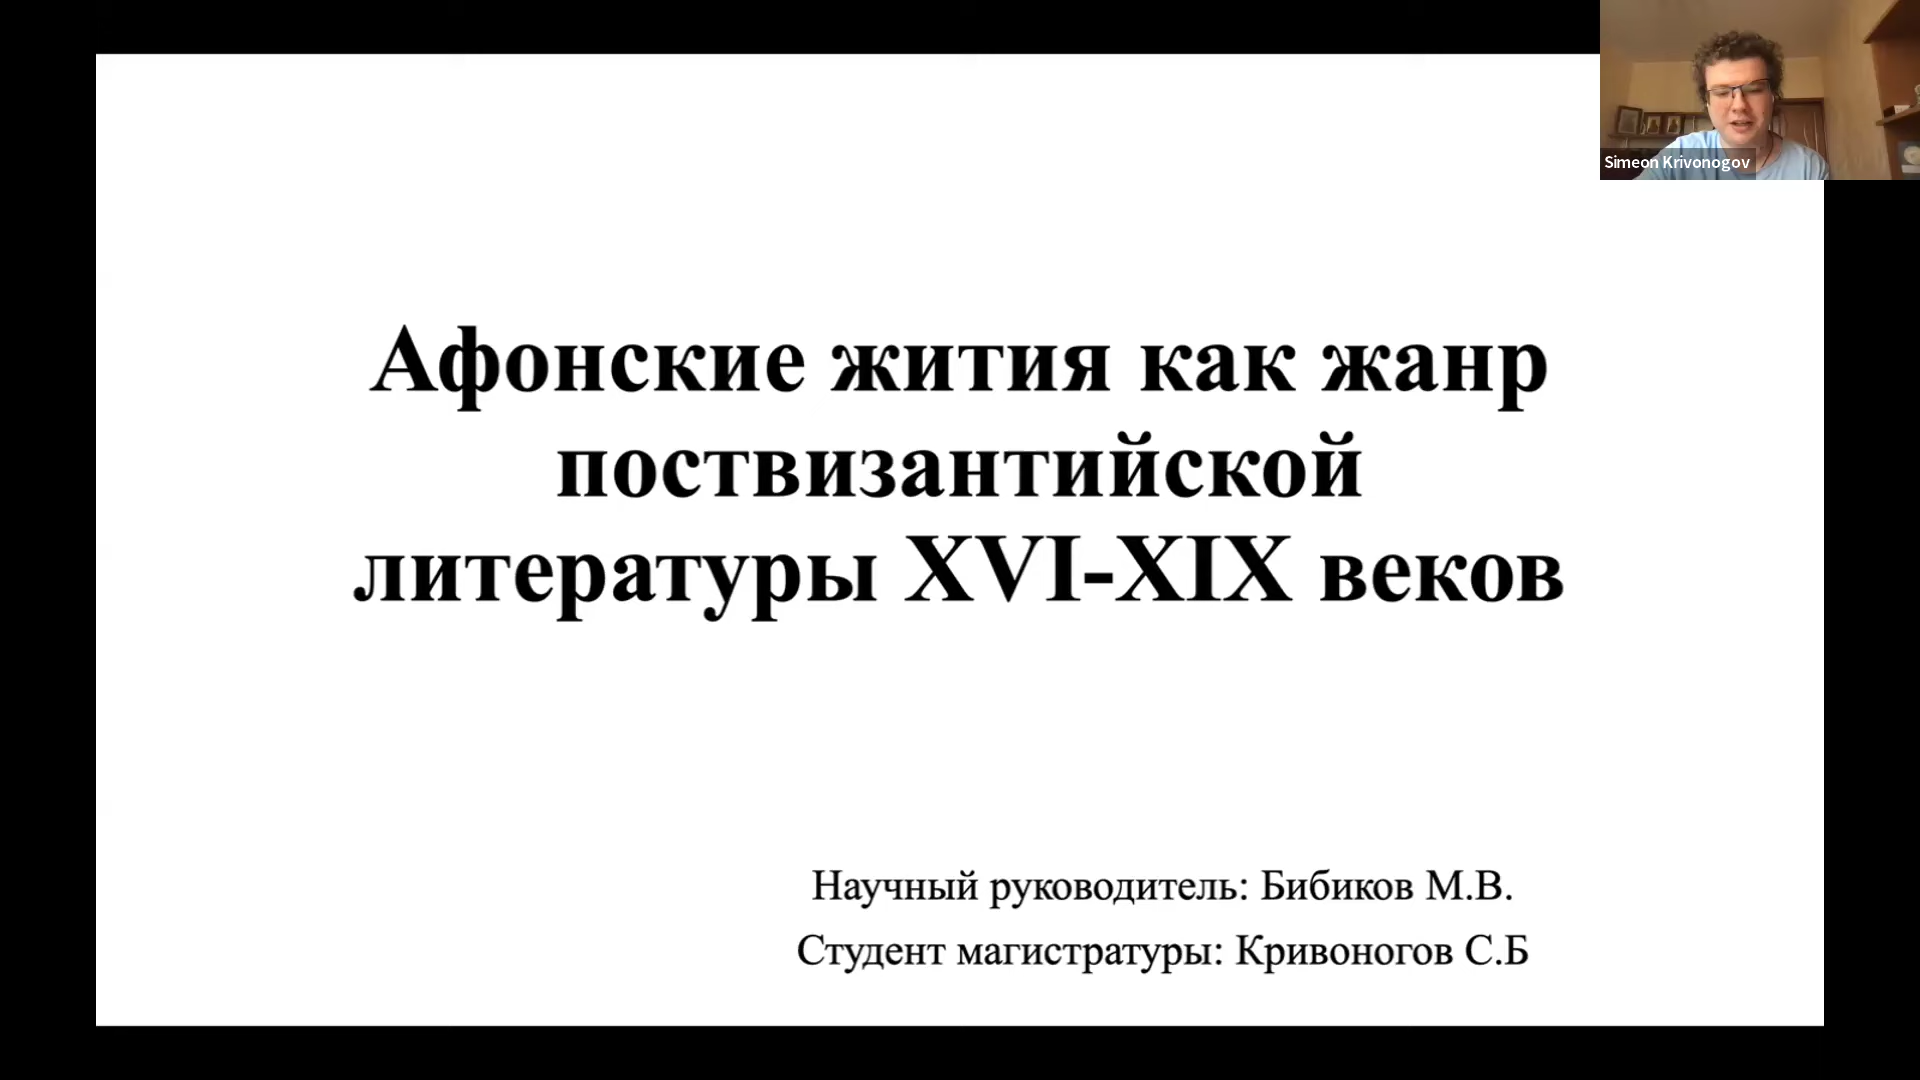 Simeon Krivonogov
Афонские жития как жанр
поствизантийской
литературы XVI-XIX веков
Научный руководитель: Бибиков М.В.
Студент магистратуры: Кривоногов С.Б